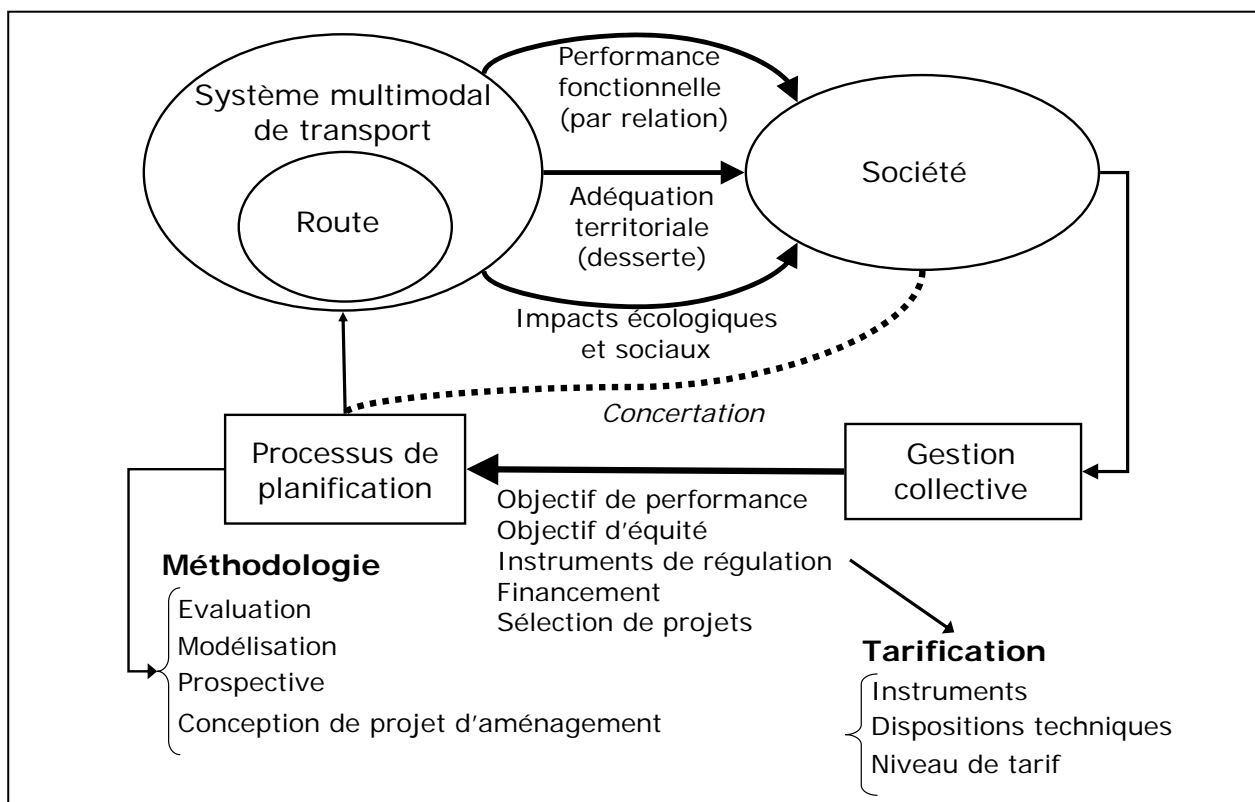 Système multimodal
de transport
Route
Performance
fonctionnelle
(par relation)
Adéquation
territoriale
(desserte)
Impacts écologiques
et sociaux
Société
Concertation
Processus de
planification
Gestion
collective
Objectif de performance
Objectif d'équité
Instruments de régulation
Financement
Sélection de projets
Méthodologie
Evaluation
Modélisation
Prospective
Conception de projet d'aménagement
Tarification
Instruments
Dispositions techniques
Niveau de tarif